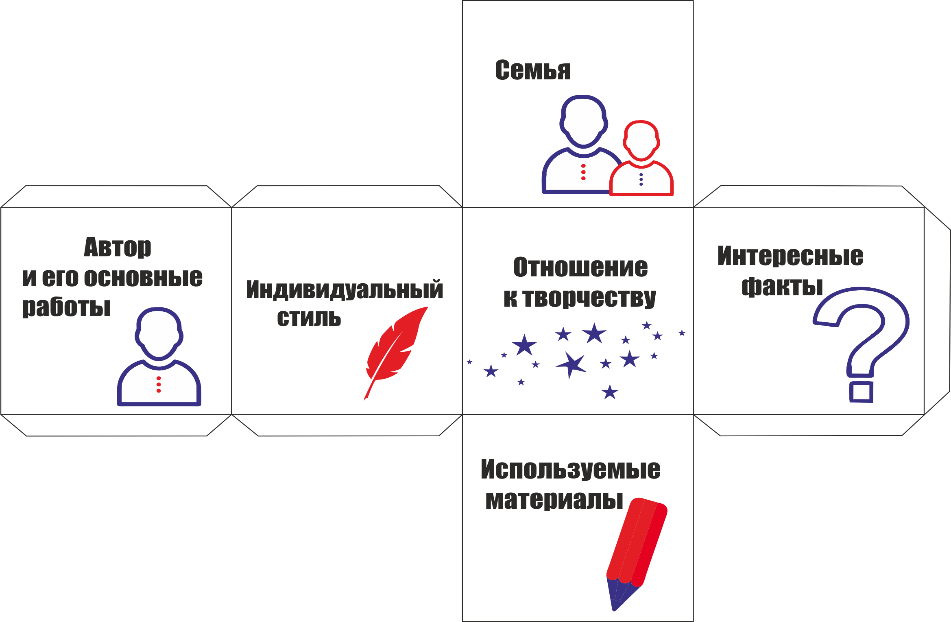 Семья
Автор
и его основные
работы
Индивидуальный
стиль
Отношение
к творчеству
Интересные
факты
Используемые
материалы